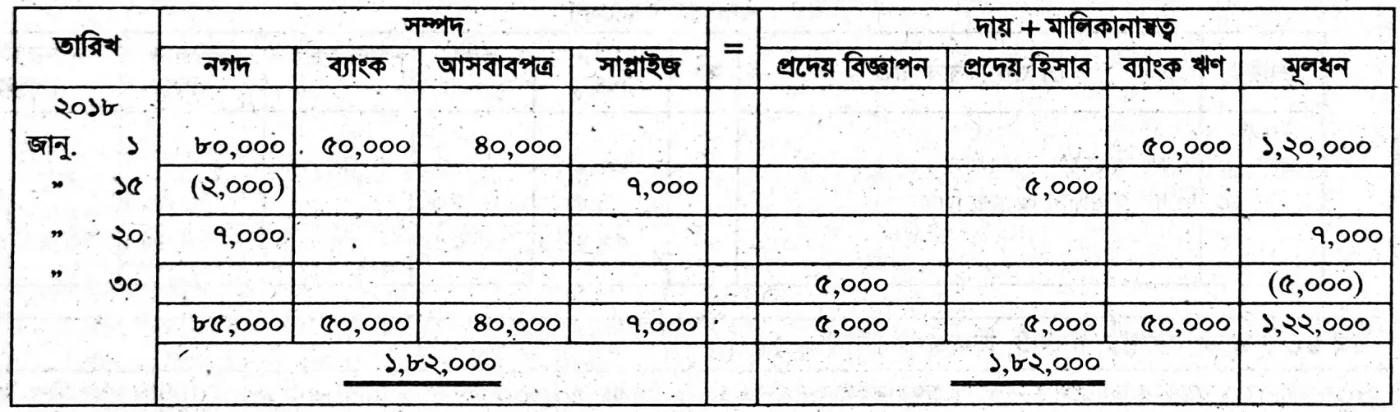 তারিখ সম্পদ = দায় + মালিকানাস্বত্ব
নগদ ব্যাংক আসবাবপত্র সাপ্লাইজ প্রদেয় বিজ্ঞাপন প্রদেয় হিসাব ব্যাংক ঋণ মূলধন
২০১৮
জানু. ১ ৮০,০০০ ৫০,০০০ ৪০,০০০ ৫০,০০০ ১,২০,০০০
" ১৫ (২,০০০) ৭,০০০ ৫,০০০
" ২০ ৭,০০০ ৭,০০০
" ৩০ ৫,০০০ (৫,০০০)
৮৫,০০০ ৫০,০০০ ৪০,০০০ ৭,০০০ ৫,০০০ ৫,০০০ ৫০,০০০ ১,২২,০০০
১,৮২,০০০ ১,৮২,০০০